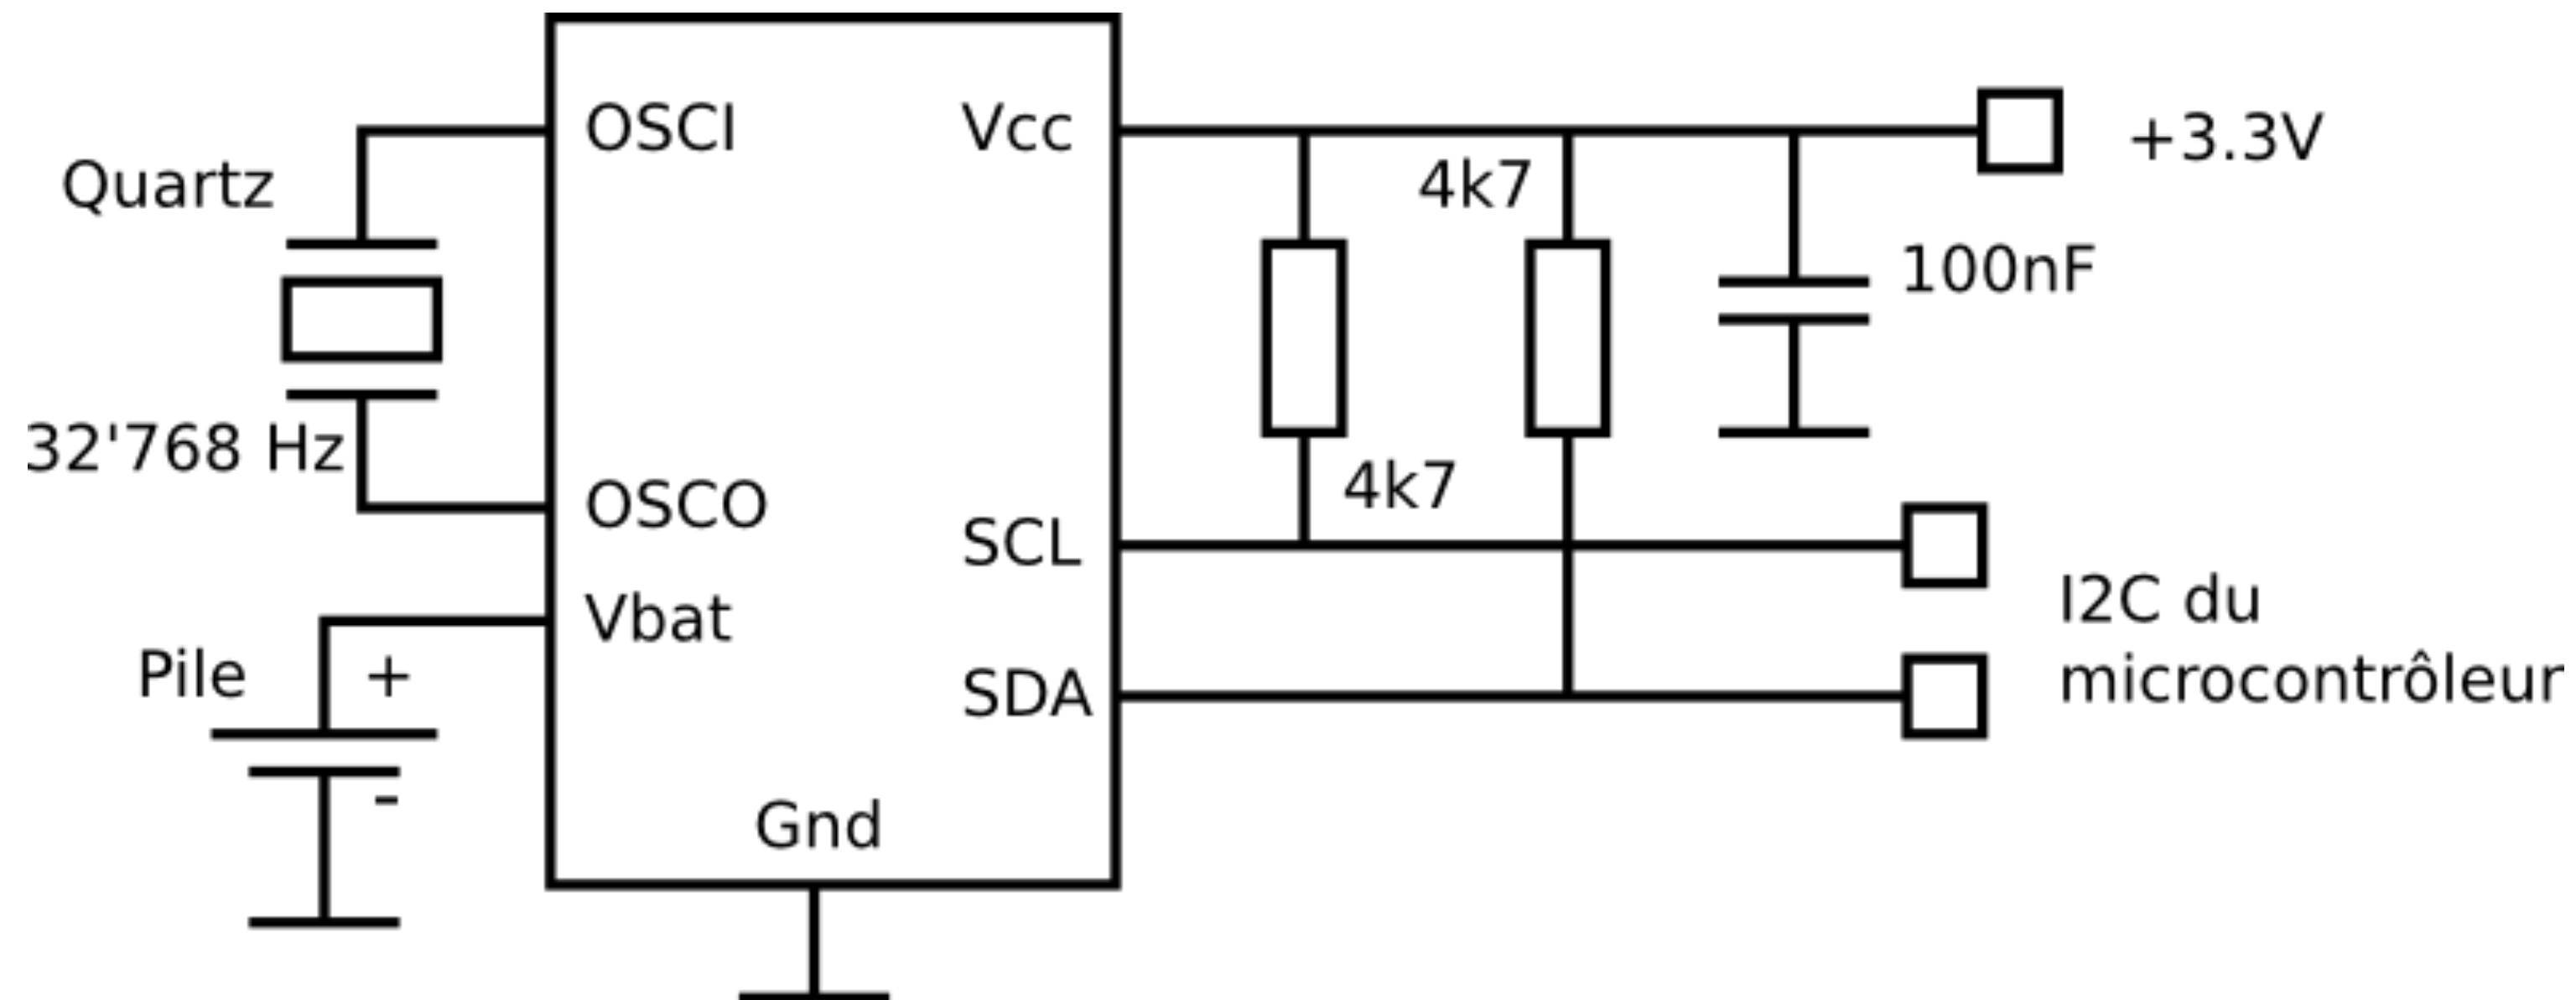 OSCI
Vcc
+3.3V
Quartz
4k7
100nF
32'768 Hz
OSCO
4k7
SCL
Vbat
I2C du
microcontrôleur
Pile
+
SDA
-
Gnd